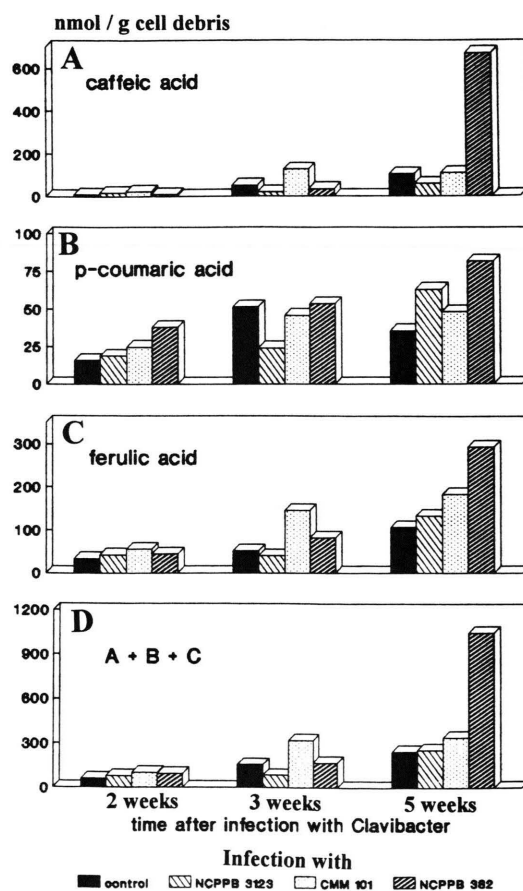 nmol / g cell debris
A
caffeic acid
600
400
200
0
B
p-coumaric acid
100
75
50
25
0
C
ferulic acid
300
200
100
0
D
A + B + C
1200
900
600
300
0
2 weeks 3 weeks 5 weeks
time after infection with Clavibacter
Infection with
control NCPPB 3123 CMM 101 NCPPB 382